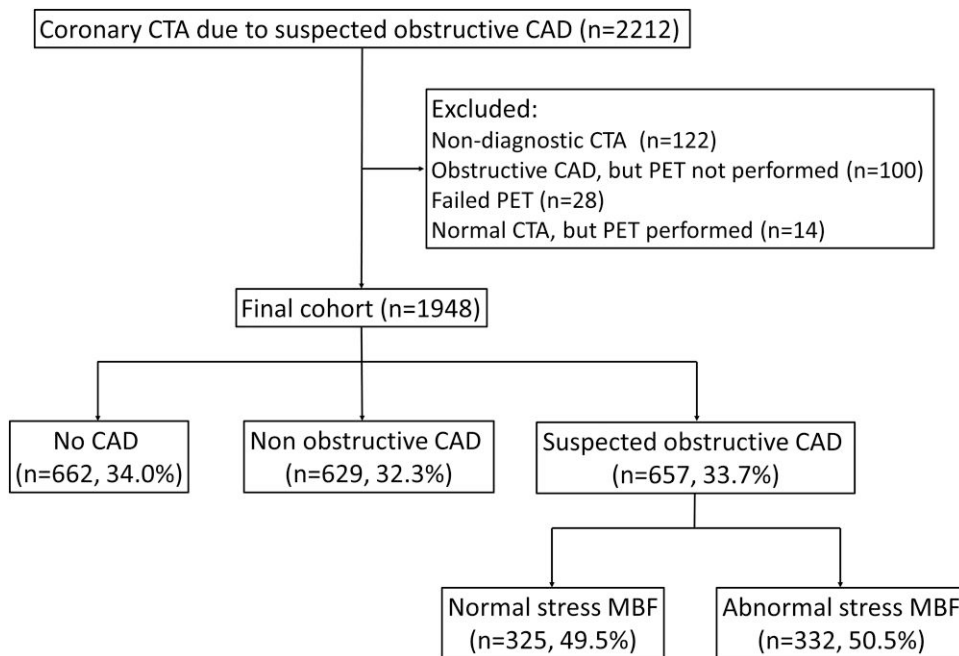 Coronary CTA due to suspected obstructive CAD (n=2212)
Excluded:
Non-diagnostic CTA (n=122)
Obstructive CAD, but PET not performed (n=100)
Failed PET (n=28)
Normal CTA, but PET performed (n=14)
Final cohort (n=1948)
No CAD
(n=662, 34.0%)
Non obstructive CAD
(n=629, 32.3%)
Suspected obstructive CAD
(n=657, 33.7%)
Normal stress MBF
(n=325, 49.5%)
Abnormal stress MBF
(n=332, 50.5%)